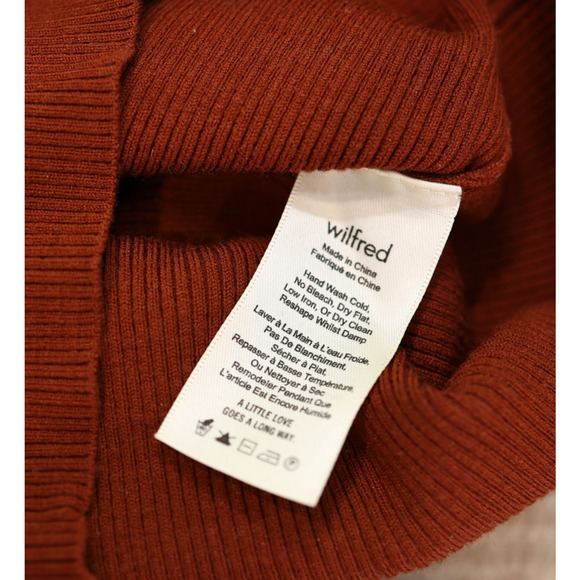 wilfred
Made in China
Fabriqué en Chine
Hand Wash Cold,
No Bleach, Dry Flat.
Low Iron, Or Dry Clean
Reshape Whilst Damp
Laver à La Main à L'eau Froide.
Pas De Blanchiment.
Sécher à Plat.
Repasser à Basse Température.
Ou Nettoyer à Sec
Remodeler Pendant Que
L'article Est Encore Humide
A LITTLE LOVE
GOES A LONG WAY.